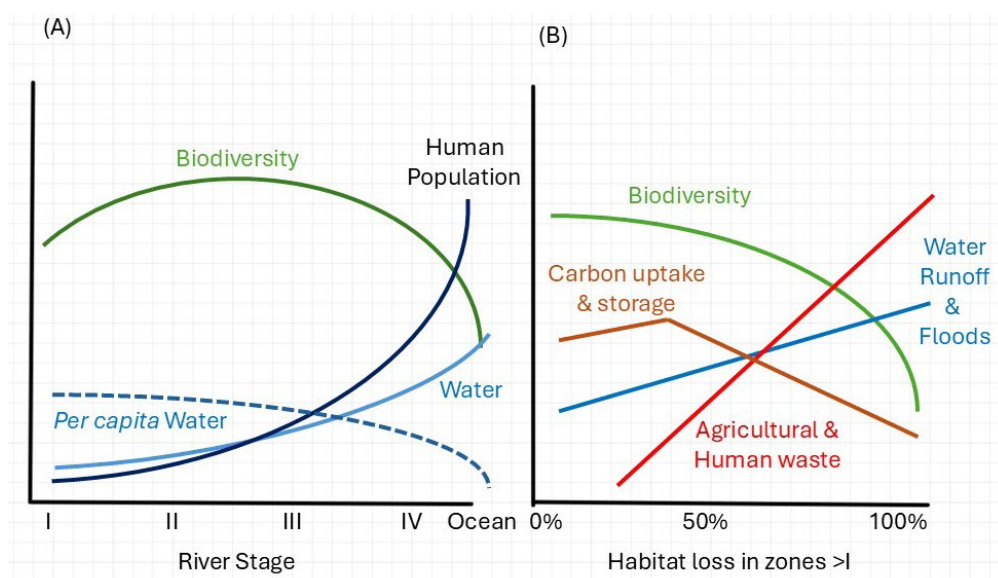 (A)
Biodiversity
Human
Population
Per capita Water
Water
I II III IV Ocean
River Stage
(B)
Biodiversity
Carbon uptake
& storage
Water
Runoff
&
Floods
Agricultural &
Human waste
0% 50% 100%
Habitat loss in zones >I